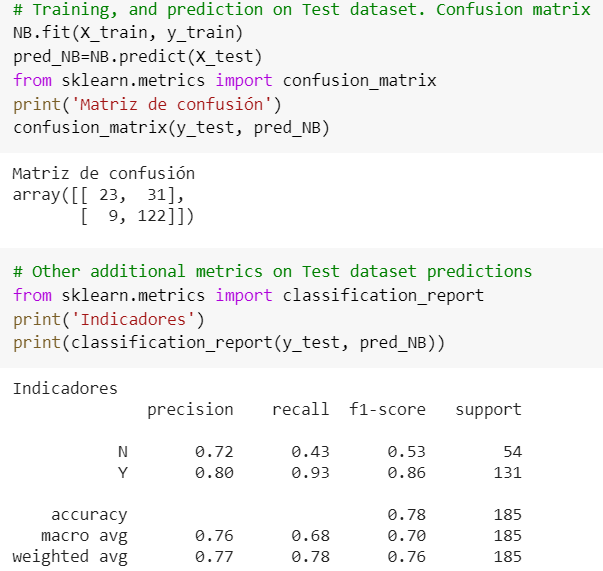 # Training, and prediction on Test dataset. Confusion matrix
NB.fit(X_train, y_train)
pred_NB=NB.predict(X_test)
from sklearn.metrics import confusion_matrix
print('Matriz de confusión')
confusion_matrix(y_test, pred_NB)
Matriz de confusión
array([[ 23,  31],
       [  9, 122]])
# Other additional metrics on Test dataset predictions
from sklearn.metrics import classification_report
print('Indicadores')
print(classification_report(y_test, pred_NB))
Indicadores
              precision    recall  f1-score   support
           N       0.72      0.43      0.53        54
           Y       0.80      0.93      0.86       131
    accuracy                           0.78       185
   macro avg       0.76      0.68      0.70       185
weighted avg       0.77      0.78      0.76       185